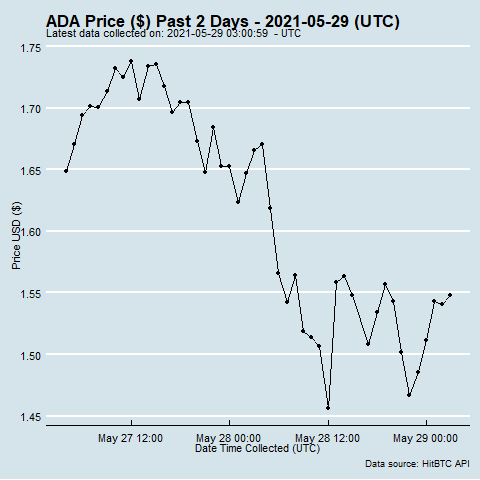 ADA Price ($) Past 2 Days - 2021-05-29 (UTC)
Latest data collected on: 2021-05-29 03:00:59 - UTC
1.75
1.70
1.65
1.60
1.55
1.50
1.45
Price USD ($)
May 27 12:00 May 28 00:00 May 28 12:00 May 29 00:00
Date Time Collected (UTC)
Data source: HitBTC API